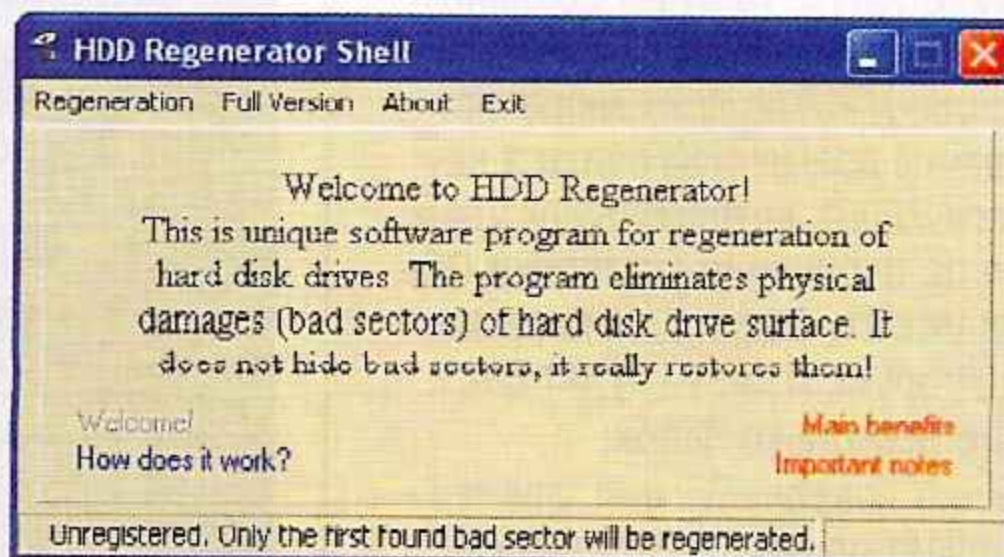 HDD Regenerator Shell
Regeneration Full Version About Exit
Welcome to HDD Regenerator!
This is unique software program for regeneration of
hard disk drives. The program eliminates physical
damages (bad sectors) of hard disk drive surface. It
does not hide bad sectors, it really restores them!
Welcome! Main benefits
How does it work? Important notes
Unregistered. Only the first found bad sector will be regenerated.